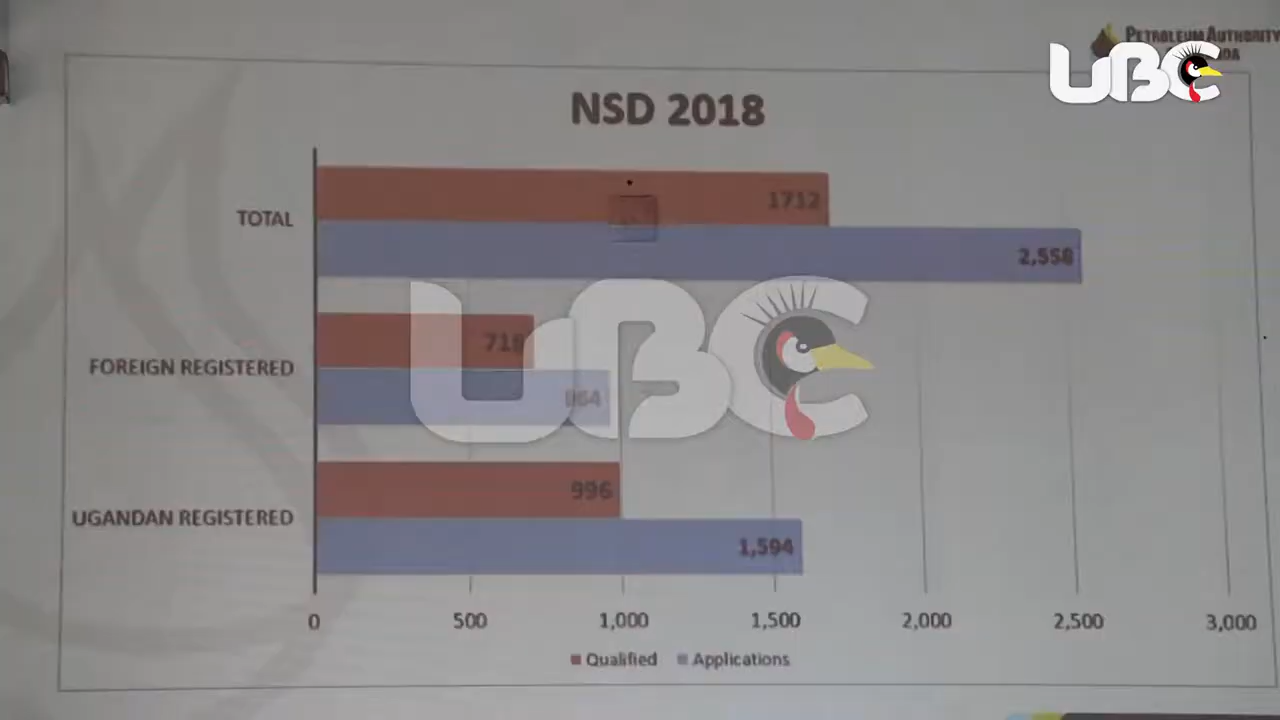 PETROLEUM AUTHORITY
UBC
NSD 2018
TOTAL
1712
2,558
FOREIGN REGISTERED
716
964
UGANDAN REGISTERED
996
1,594
0 500 1,000 1,500 2,000 2,500 3,000
Qualified Applications
UBC